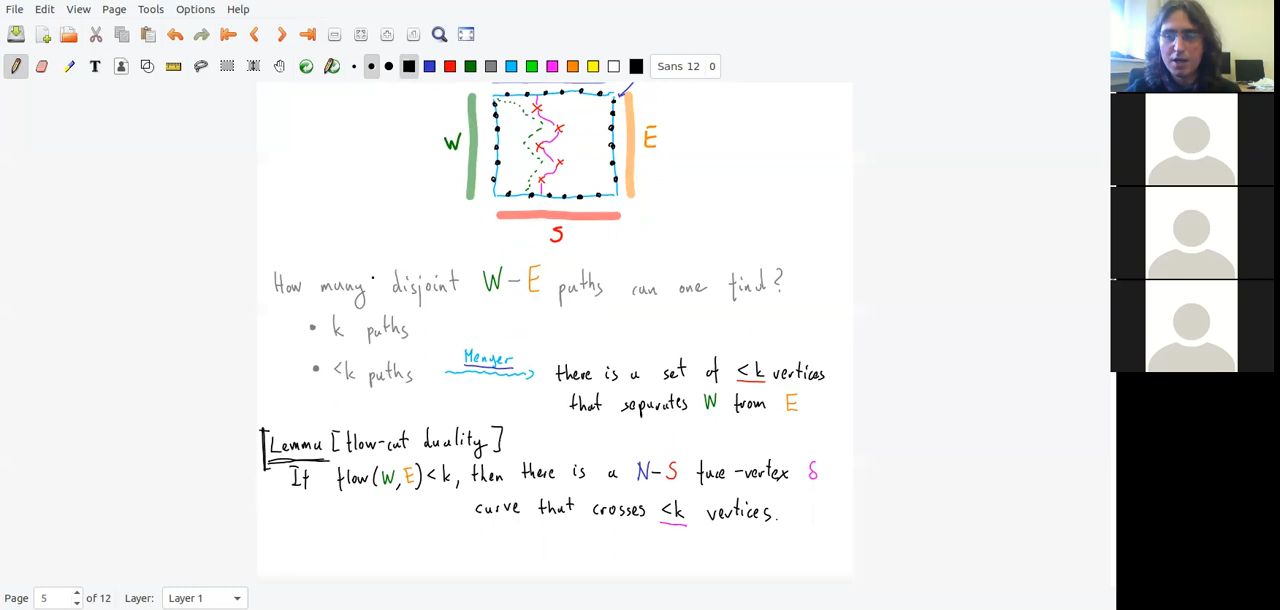 File Edit View Page Tools Options Help
Sans 12 0
W
E
S
How many disjoint W-E paths can one find?
• k paths
• <k paths
Menger
there is a set of <k vertices
that separates W from E
Lemma [flow-cut duality]
If flow(W,E)<k, then there is a N-S face-vertex δ
curve that crosses <k vertices.
Page 5 of 12 Layer: Layer 1